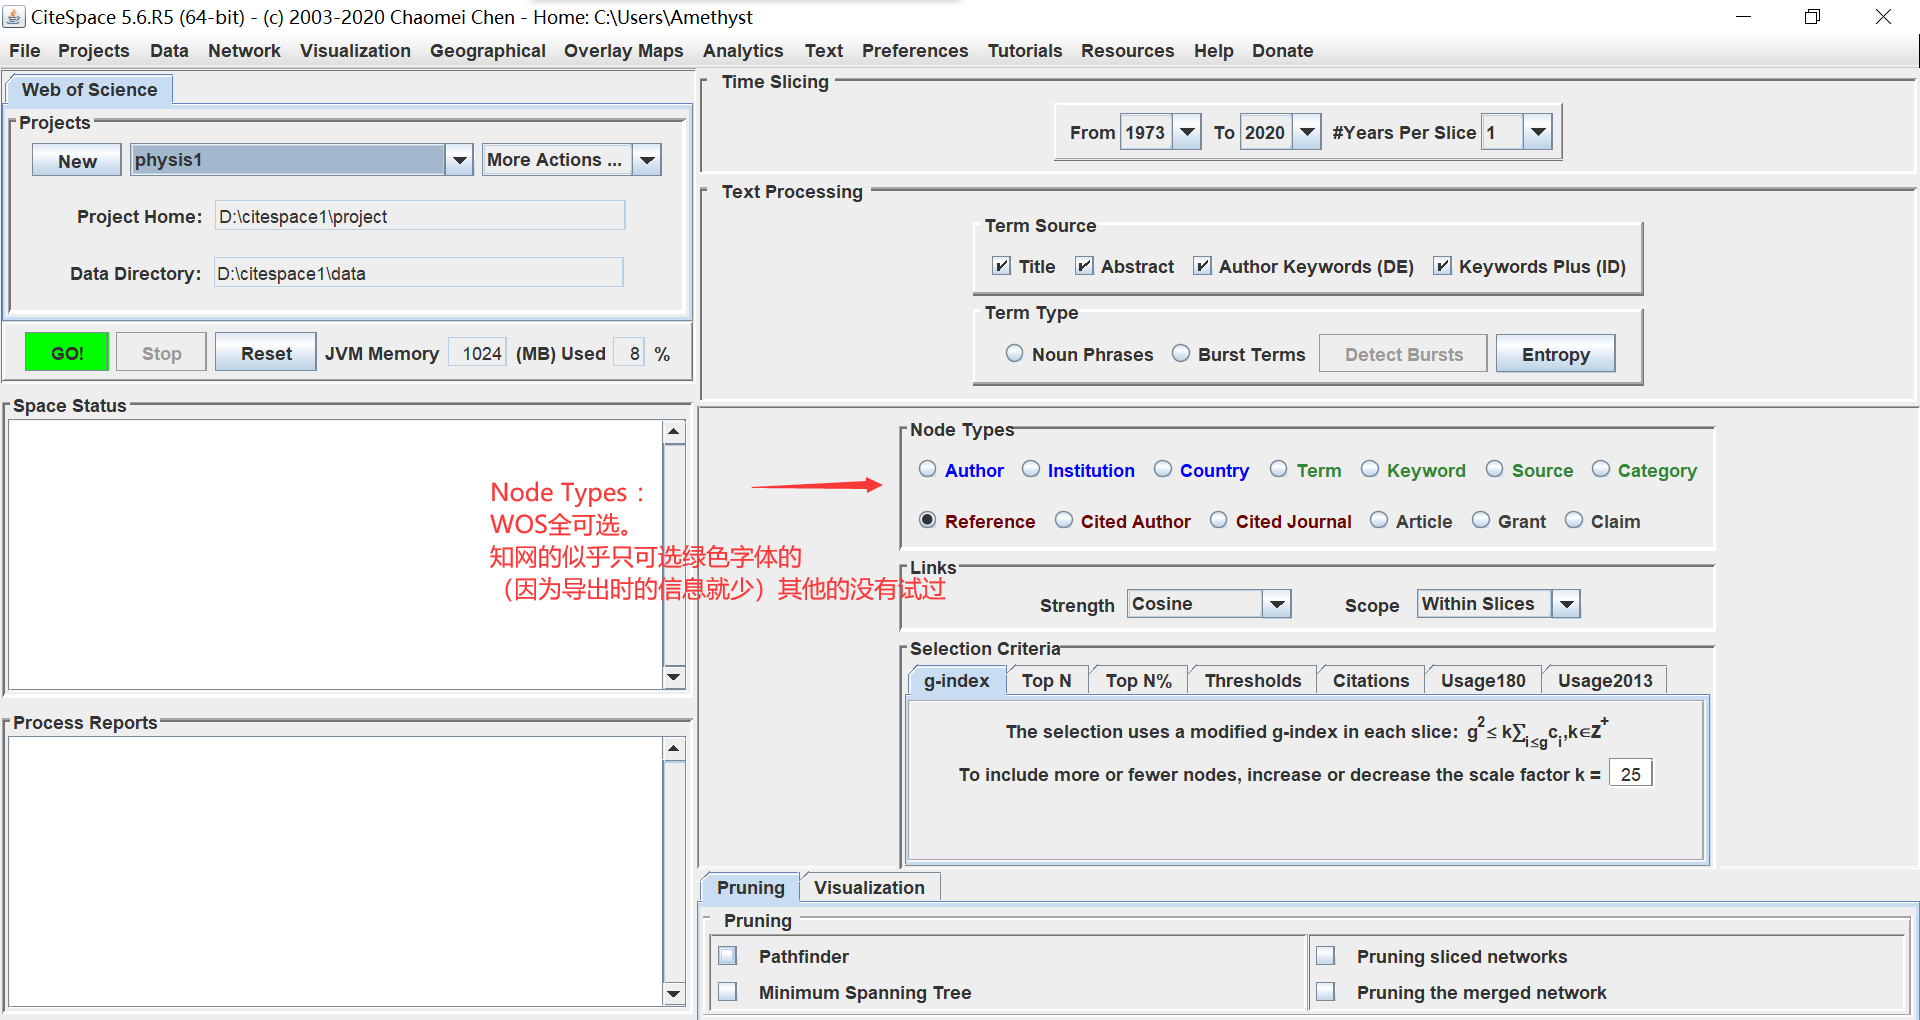 CiteSpace 5.6.R5 (64-bit) - (c) 2003-2020 Chaomei Chen - Home: C:\Users\Amethyst
File Projects Data Network Visualization Geographical Overlay Maps Analytics Text Preferences Tutorials Resources Help Donate
Web of Science
Projects
New physis1 More Actions ...
Project Home: D:\citespace1\project
Data Directory: D:\citespace1\data
GO! Stop Reset JVM Memory 1024 (MB) Used 8 %
Space Status
Process Reports
Node Types：
WOS全可选。
知网的似乎只可选绿色字体的
（因为导出时的信息就少）其他的没有试过
Time Slicing
From 1973 To 2020 #Years Per Slice 1
Text Processing
Term Source
Title Abstract Author Keywords (DE) Keywords Plus (ID)
Term Type
Noun Phrases Burst Terms Detect Bursts Entropy
Node Types
Author Institution Country Term Keyword Source Category
Reference Cited Author Cited Journal Article Grant Claim
Links
Strength Cosine Scope Within Slices
Selection Criteria
g-index Top N Top N% Thresholds Citations Usage180 Usage2013
The selection uses a modified g-index in each slice: g² ≤ k∑i≤g ci, k∈Z⁺
To include more or fewer nodes, increase or decrease the scale factor k = 25
Pruning Visualization
Pruning
Pathfinder Pruning sliced networks
Minimum Spanning Tree Pruning the merged network